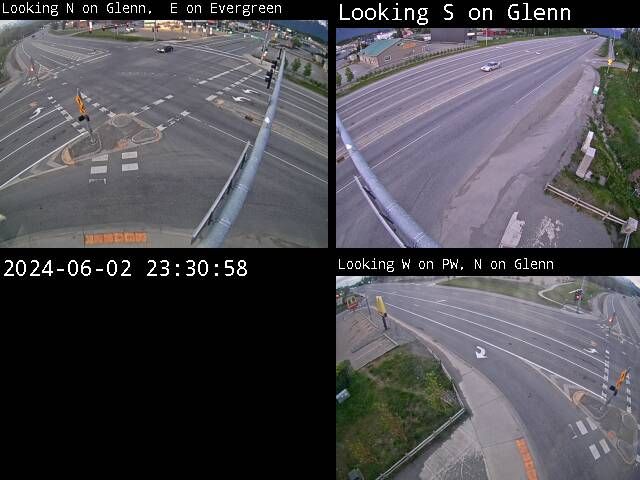 Looking N on Glenn, E on Evergreen
Looking S on Glenn
2024-06-02 23:30:58
Looking W on PW, N on Glenn